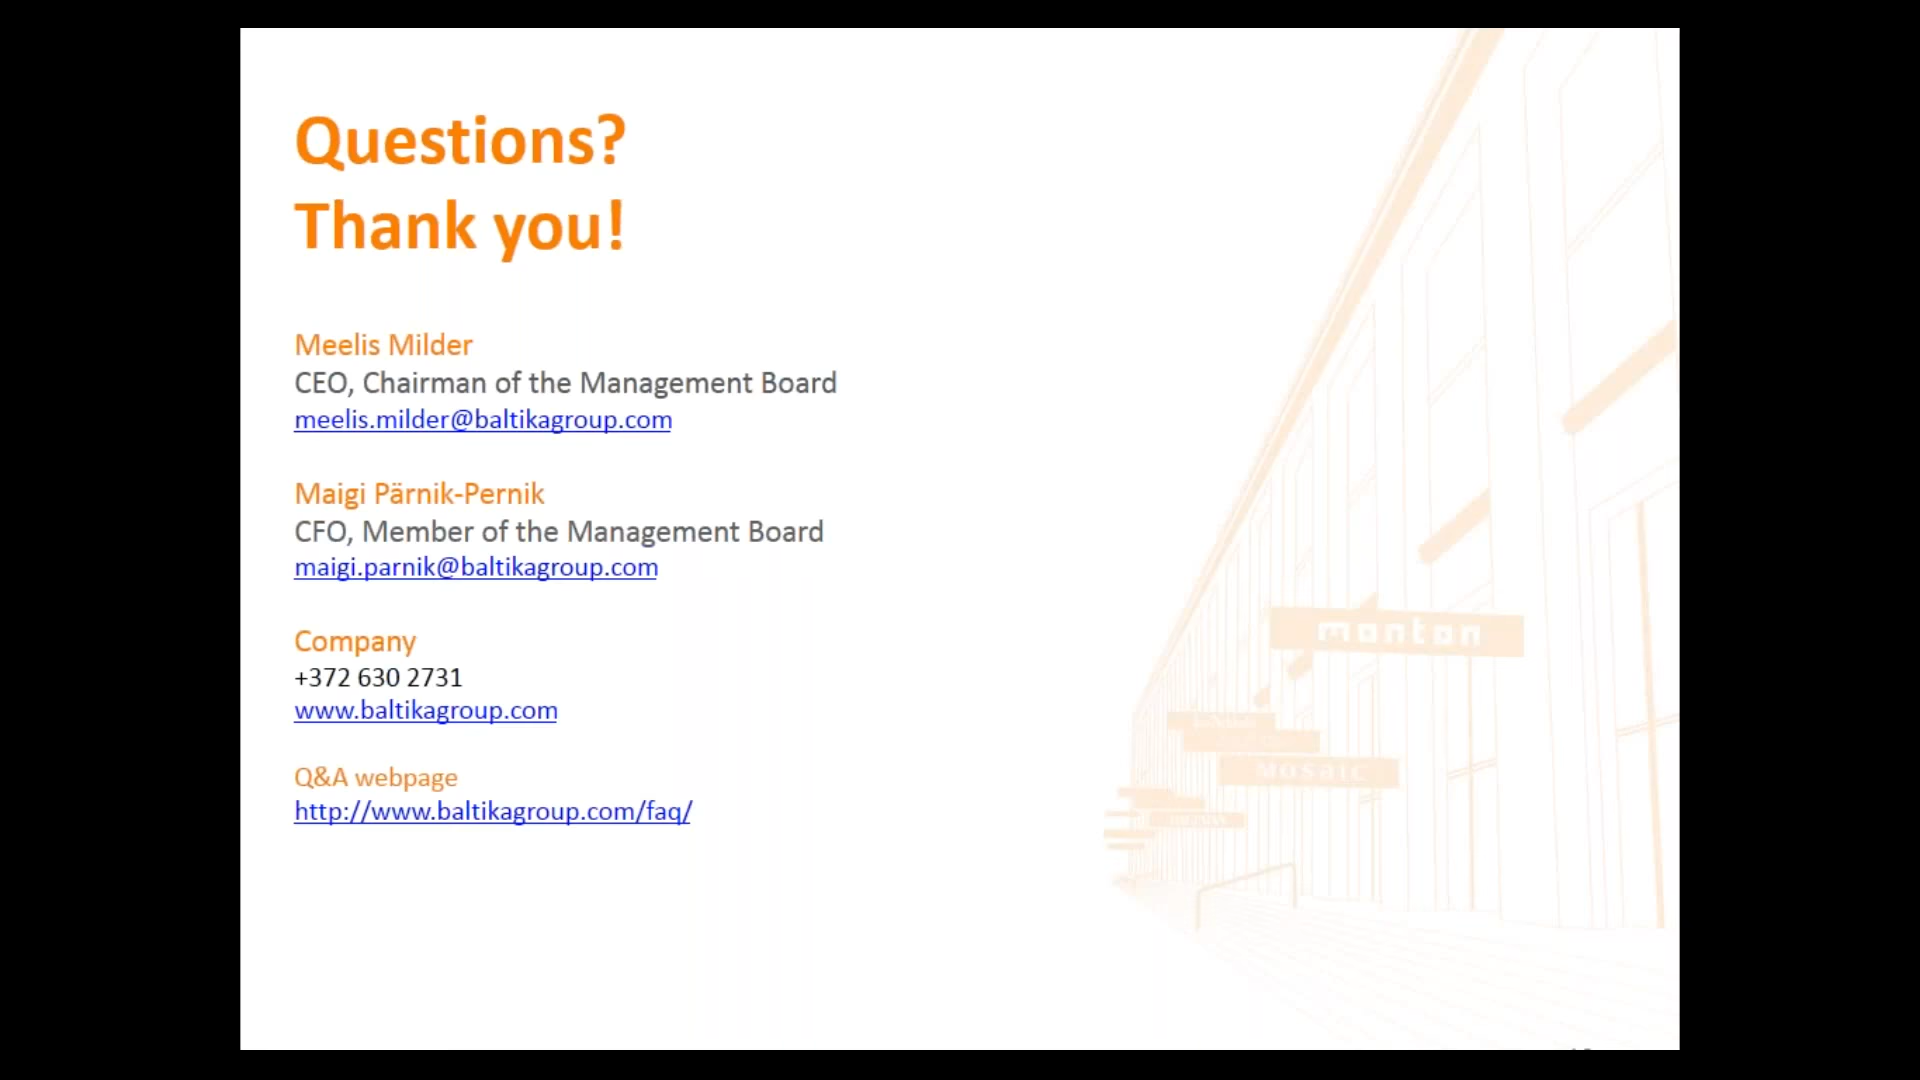 Questions?
Thank you!
Meelis Milder
CEO, Chairman of the Management Board
meelis.milder@baltikagroup.com
Maigi Pärnik-Pernik
CFO, Member of the Management Board
maigi.parnik@baltikagroup.com
Company
+372 630 2731
www.baltikagroup.com
Q&A webpage
http://www.baltikagroup.com/faq/
monton
mosaic